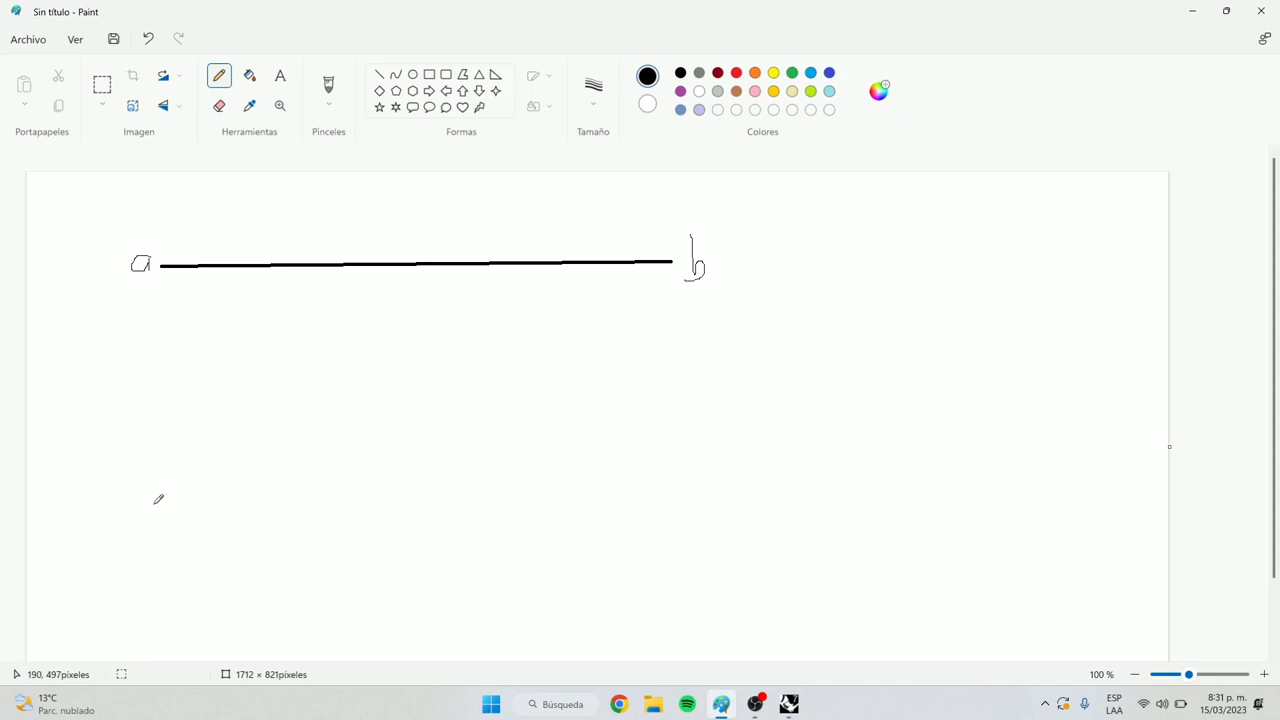 Sin título - Paint
Archivo Ver
Portapapeles Imagen Herramientas Pinceles Formas Tamaño Colores
a b
190, 497píxeles 1712 × 821píxeles 100 %
13°C
Parc. nublado
Búsqueda
ESP
LAA
8:31 p. m.
15/03/2023